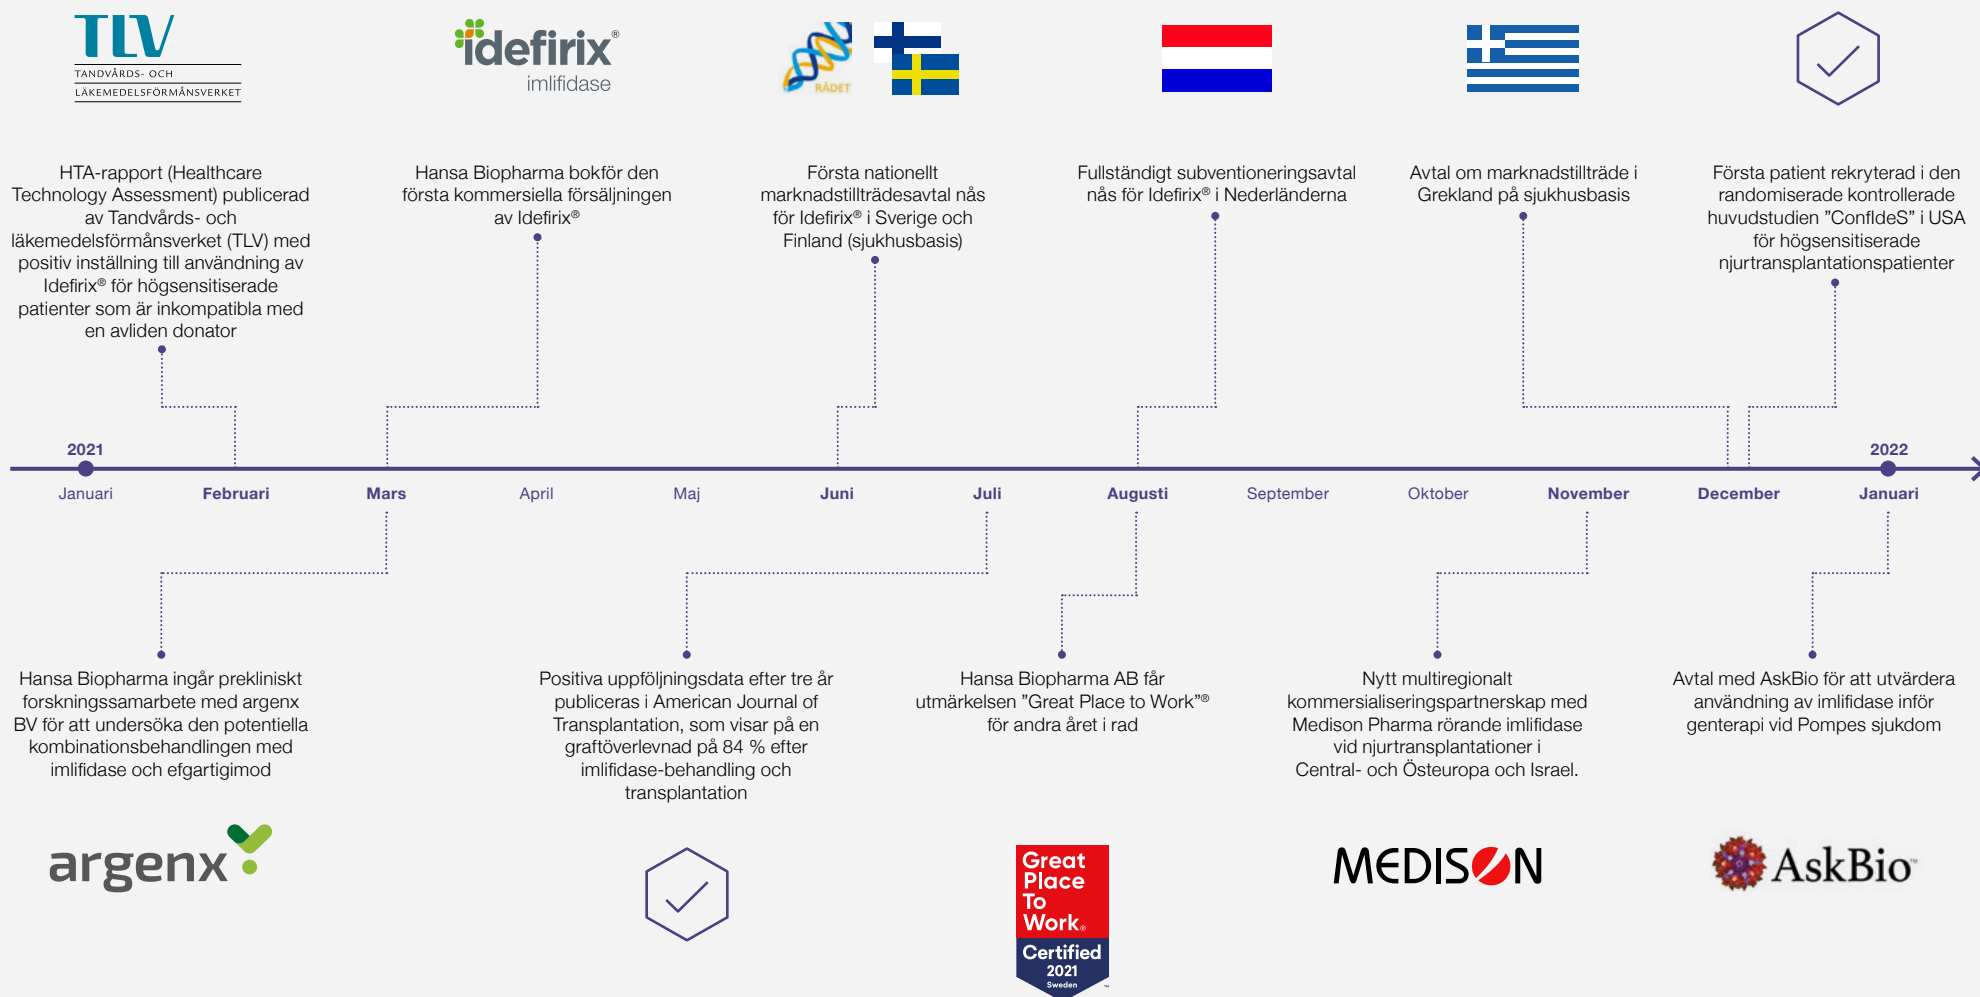 TLV
TANDVÅRDS- OCH
LÄKEMEDELSFÖRMÅNSVERKET
idefirix®
imlifidase
RÅDET
HTA-rapport (Healthcare
Technology Assessment) publicerad
av Tandvårds- och
läkemedelsförmånsverket (TLV) med
positiv inställning till användning av
Idefirix® för högsensitiserade
patienter som är inkompatibla med
en avliden donator
Hansa Biopharma bokför den
första kommersiella försäljningen
av Idefirix®
Första nationellt
marknadstillträdesavtal nås
för Idefirix® i Sverige och
Finland (sjukhusbasis)
Fullständigt subventioneringsavtal
nås för Idefirix® i Nederländerna
Avtal om marknadstillträde i
Grekland på sjukhusbasis
Första patient rekryterad i den
randomiserade kontrollerade
huvudstudien ”ConfIdeS” i USA
för högsensitiserade
njurtransplantationspatienter
2021
2022
Januari
Februari
Mars
April
Maj
Juni
Juli
Augusti
September
Oktober
November
December
Januari
Hansa Biopharma ingår prekliniskt
forskningssamarbete med argenx
BV för att undersöka den potentiella
kombinationsbehandlingen med
imlifidase och efgartigimod
Positiva uppföljningsdata efter tre år
publiceras i American Journal of
Transplantation, som visar på en
graftöverlevnad på 84 % efter
imlifidase-behandling och
transplantation
Hansa Biopharma AB får
utmärkelsen ”Great Place to Work”®
för andra året i rad
Nytt multiregionalt
kommersialiseringspartnerskap med
Medison Pharma rörande imlifidase
vid njurtransplantationer i
Central- och Östeuropa och Israel.
Avtal med AskBio för att utvärdera
användning av imlifidase inför
genterapi vid Pompes sjukdom
argenx
Great
Place
To
Work®
Certified
2021
Sweden
™
MEDISON
AskBio™